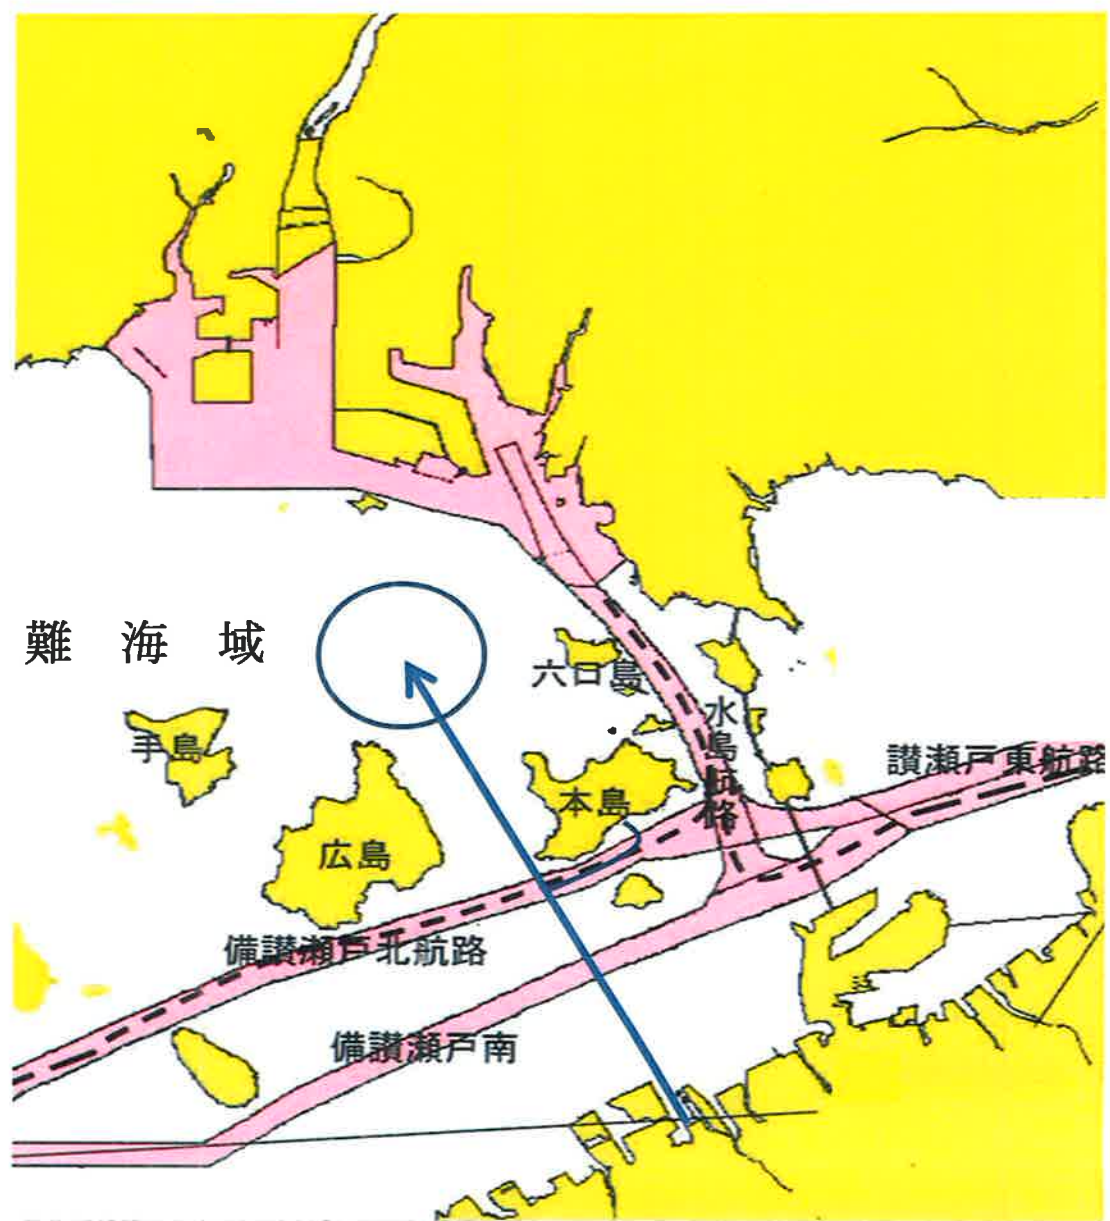 難 海 域
六口島
水島航路
手島
讃瀬戸東航路
本島
広島
備讃瀬戸北航路
備讃瀬戸南